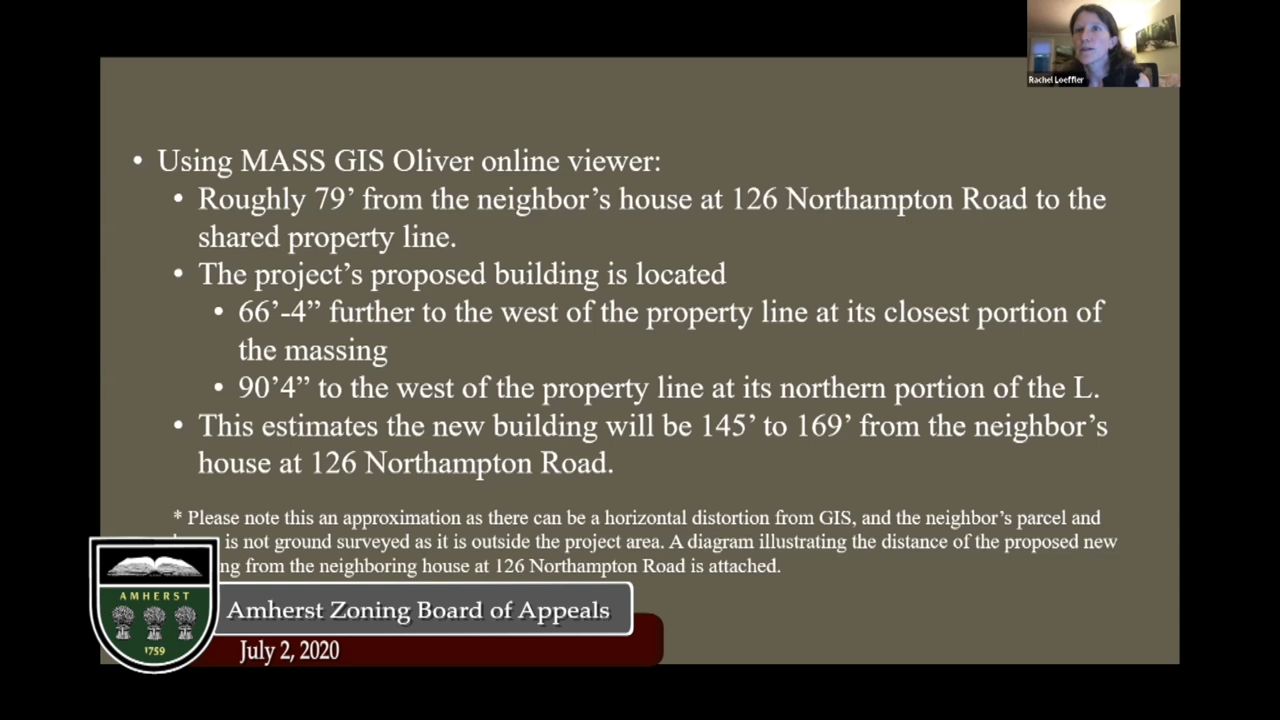 Rachel Loeffler
• Using MASS GIS Oliver online viewer:
• Roughly 79’ from the neighbor’s house at 126 Northampton Road to the
shared property line.
• The project’s proposed building is located
• 66’-4” further to the west of the property line at its closest portion of
the massing
• 90’4” to the west of the property line at its northern portion of the L.
• This estimates the new building will be 145’ to 169’ from the neighbor’s
house at 126 Northampton Road.
* Please note this an approximation as there can be a horizontal distortion from GIS, and the neighbor’s parcel and
is not ground surveyed as it is outside the project area. A diagram illustrating the distance of the proposed new
ng from the neighboring house at 126 Northampton Road is attached.
AMHERST
1759
Amherst Zoning Board of Appeals
July 2, 2020